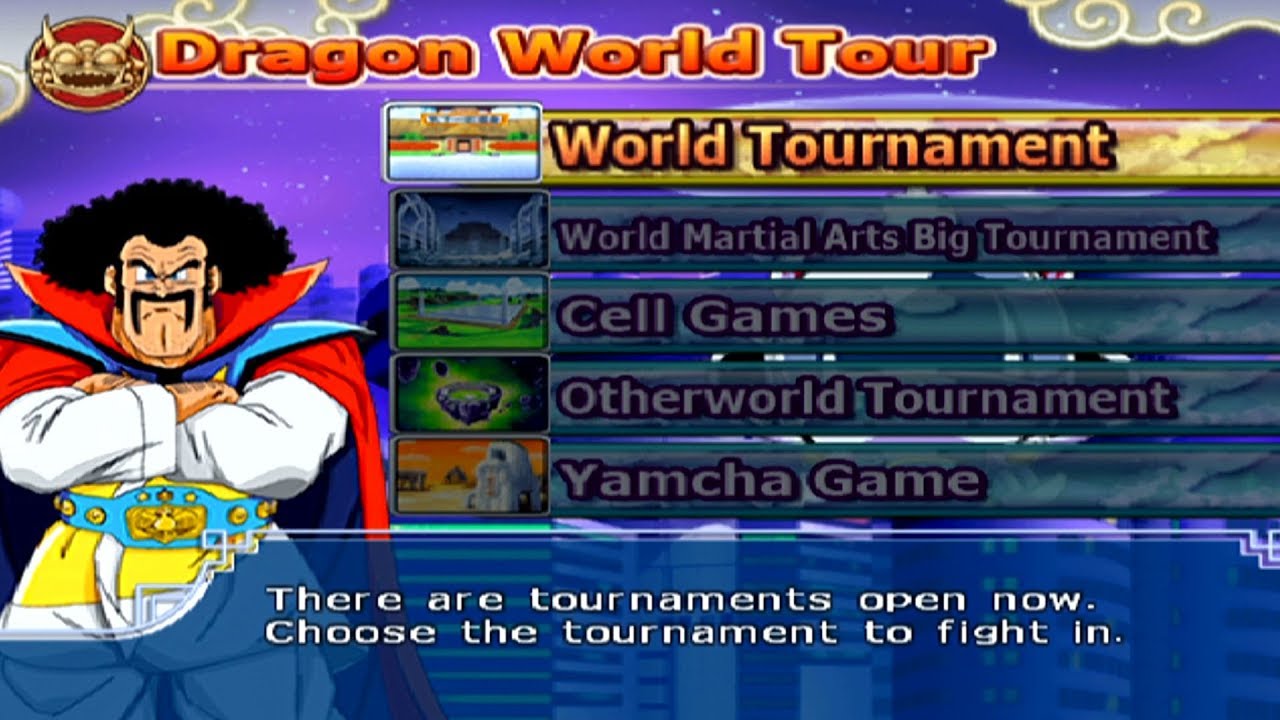 Dragon World Tour
World Tournament
World Martial Arts Big Tournament
Cell Games
Otherworld Tournament
Yamcha Game
There are tournaments open now.
Choose the tournament to fight in.